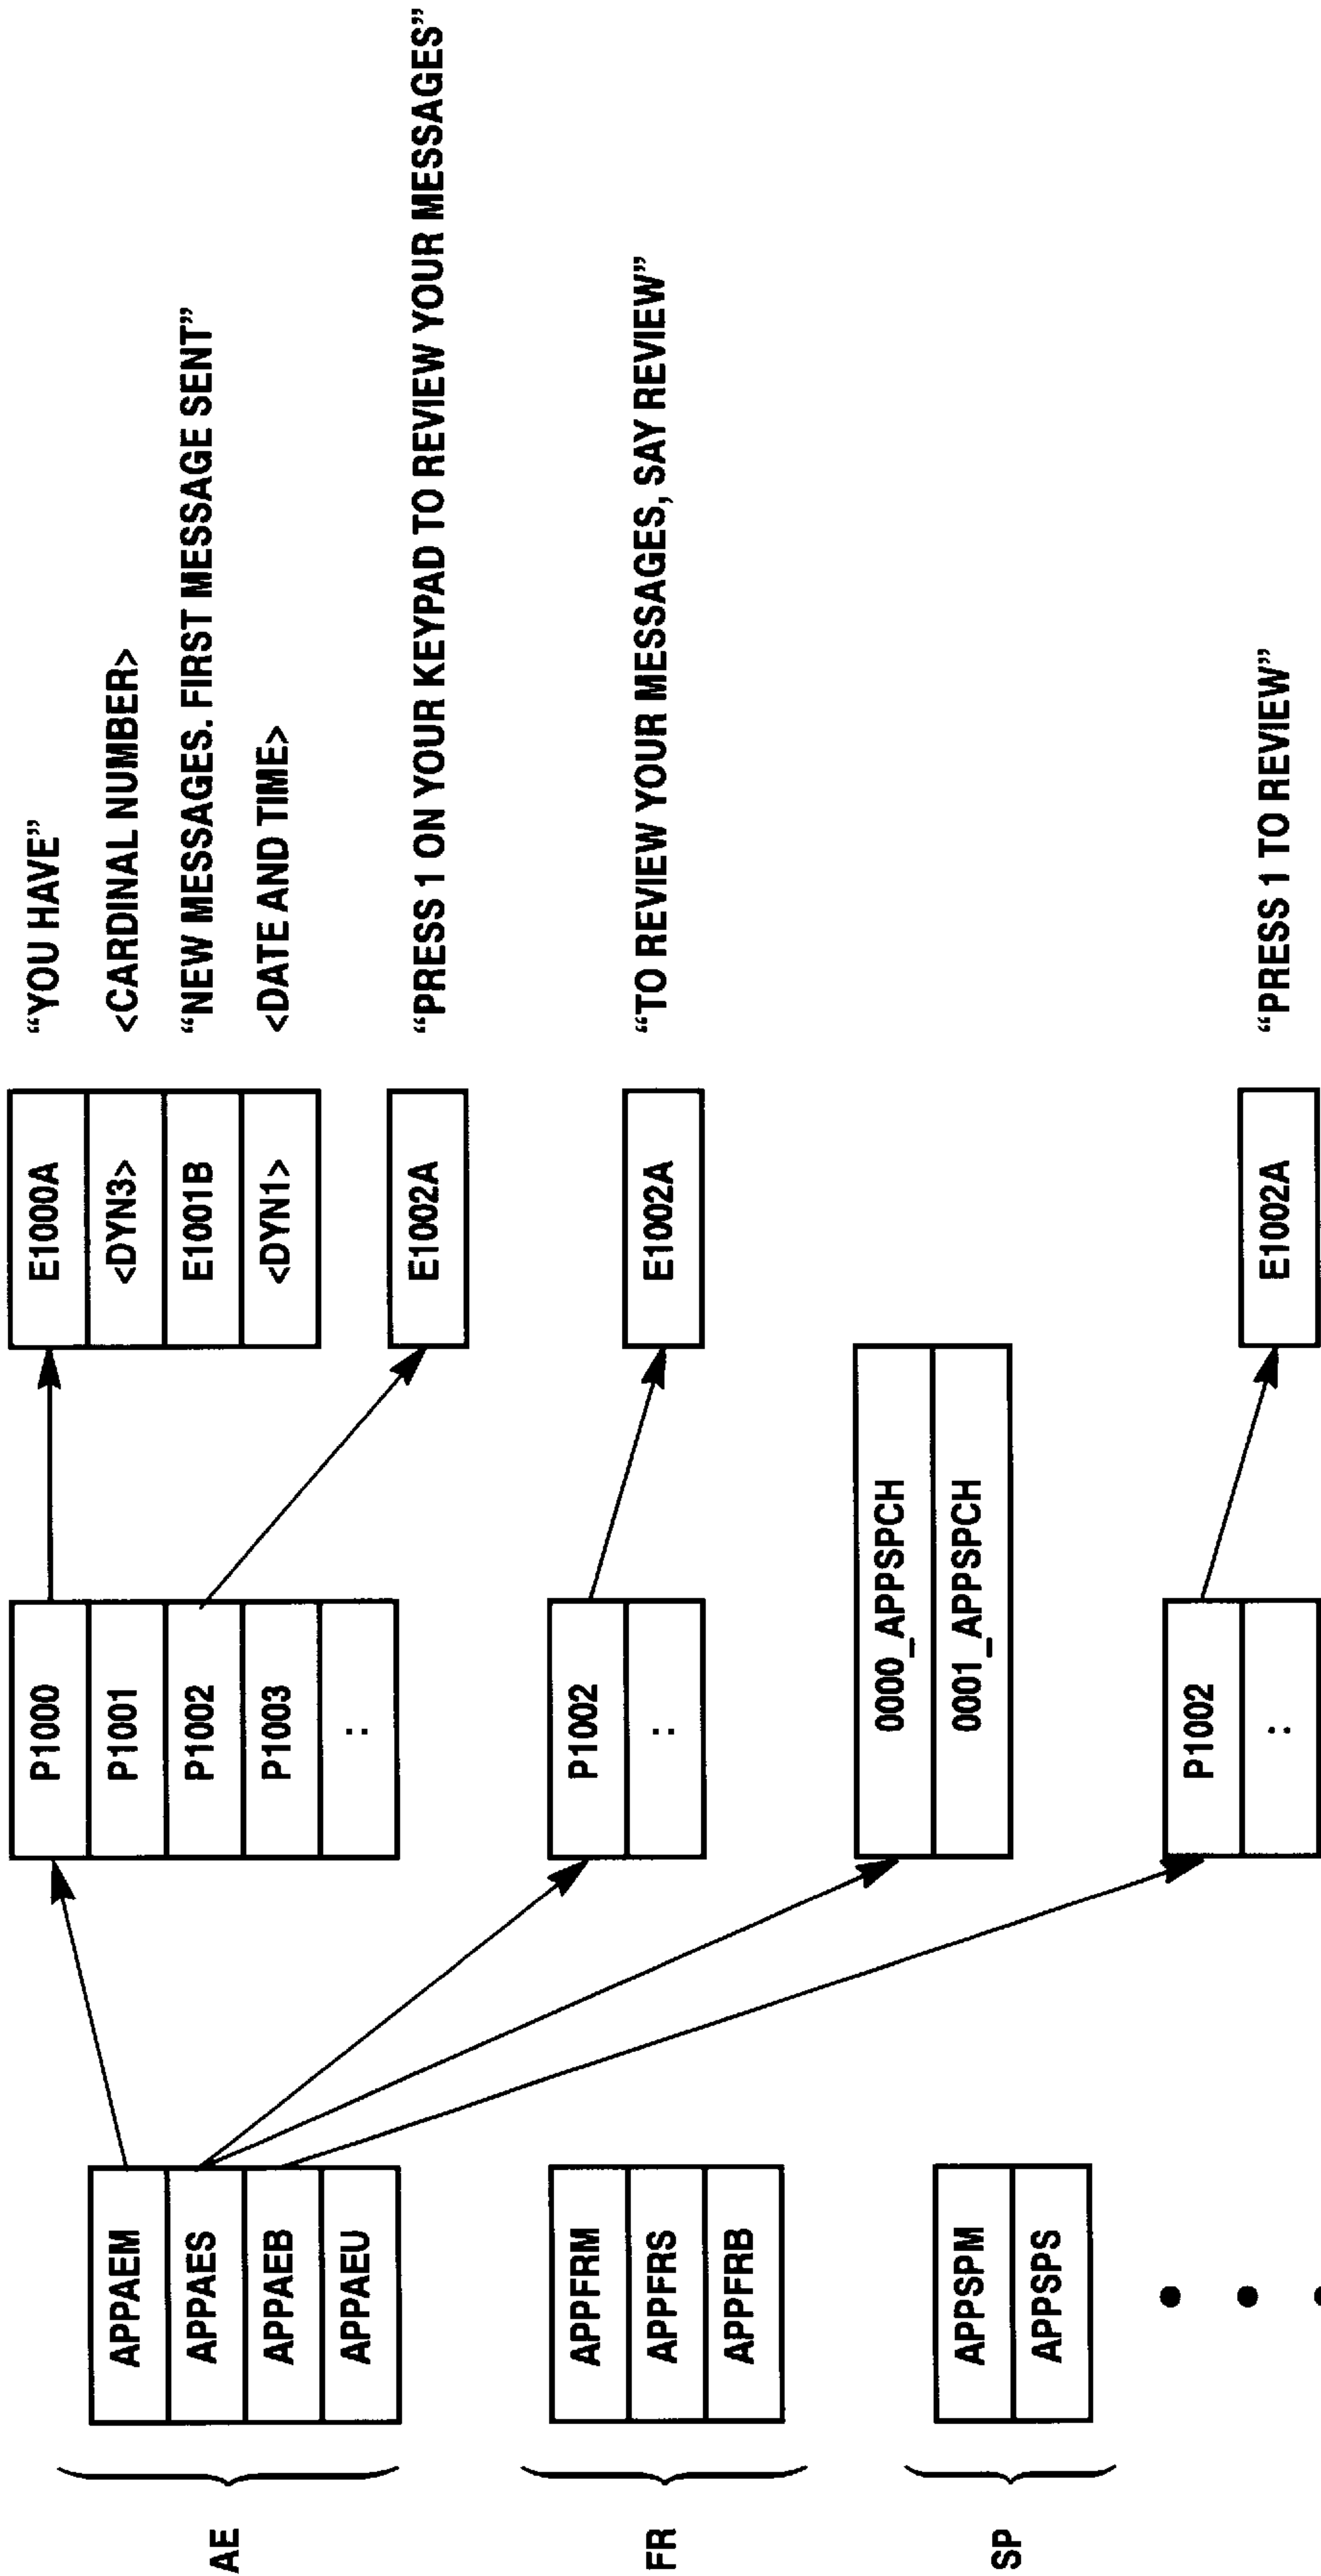 AE
APPAEM
APPAES
APPAEB
APPAEU
FR
APPFRM
APPFRS
APPFRB
SP
APPSPM
APPSPS
P1000
P1001
P1002
P1003
:
P1002
:
0000_APPSPCH
0001_APPSPCH
P1002
:
E1000A
<DYN3>
E1001B
<DYN1>
E1002A
E1002A
E1002A
“YOU HAVE”
<CARDINAL NUMBER>
“NEW MESSAGES. FIRST MESSAGE SENT”
<DATE AND TIME>
“PRESS 1 ON YOUR KEYPAD TO REVIEW YOUR MESSAGES”
“TO REVIEW YOUR MESSAGES, SAY REVIEW”
“PRESS 1 TO REVIEW”